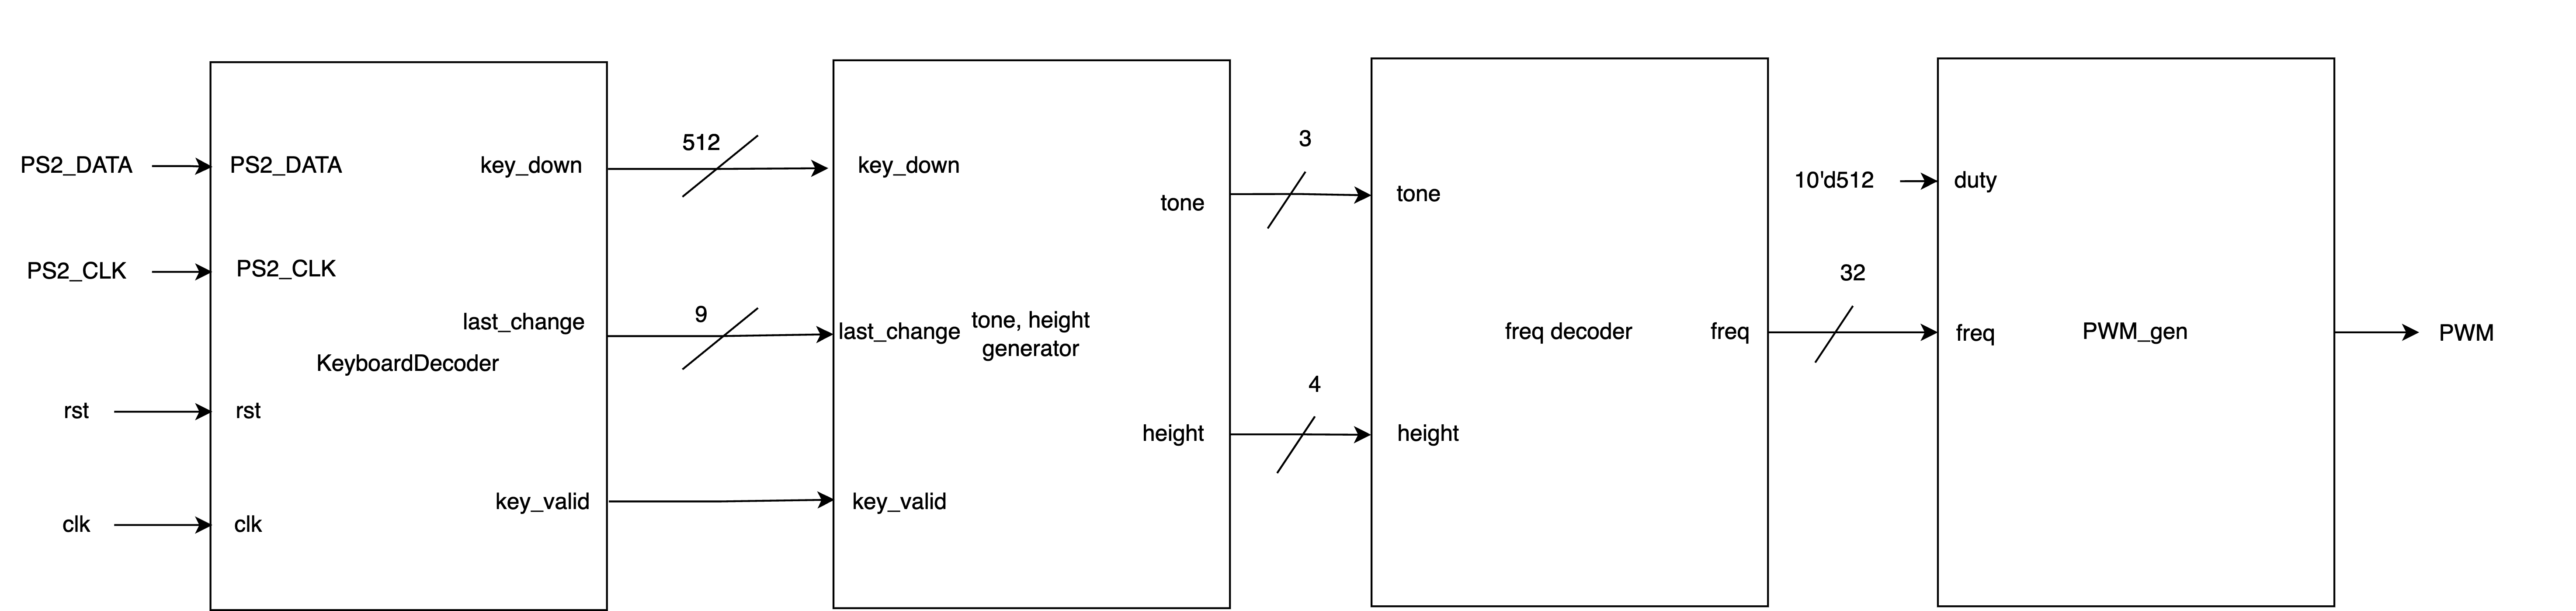 PS2_DATA
PS2_CLK
rst
clk
PS2_DATA
PS2_CLK
rst
clk
KeyboardDecoder
key_down
last_change
key_valid
512
9
key_down
last_change
key_valid
tone, height
generator
tone
height
3
4
tone
height
freq decoder
freq
10'd512
32
duty
freq
PWM_gen
PWM